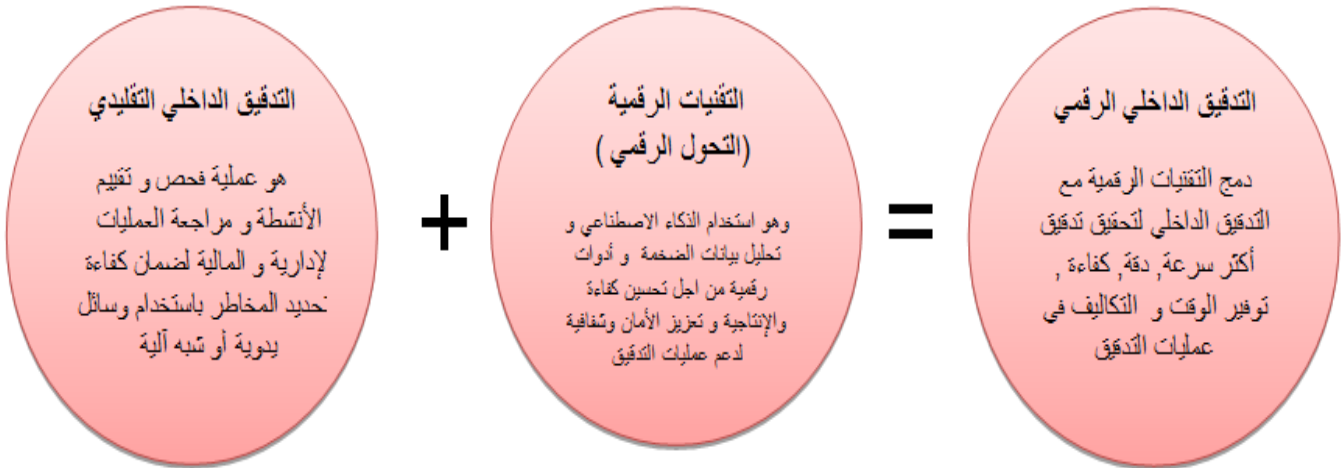 التدقيق الداخلي التقليدي
هو عملية فحص و تقييم
الأنشطة و مراجعة العمليات
لإدارية و المالية لضمان كفاءة
تحديد المخاطر باستخدام وسائل
يدوية أو شبه آلية
+
التقنيات الرقمية
(التحول الرقمي )
وهو استخدام الذكاء الاصطناعي و
تحليل بيانات الضخمة و أدوات
رقمية من اجل تحسين كفاءة
والإنتاجية و تعزيز الأمان وشفافية
لدعم عمليات التدقيق
=
التدقيق الداخلي الرقمي
دمج التقنيات الرقمية مع
التدقيق الداخلي لتحقيق تدقيق
أكثر سرعة, دقة, كفاءة ,
توفير الوقت و التكاليف في
عمليات التدقيق